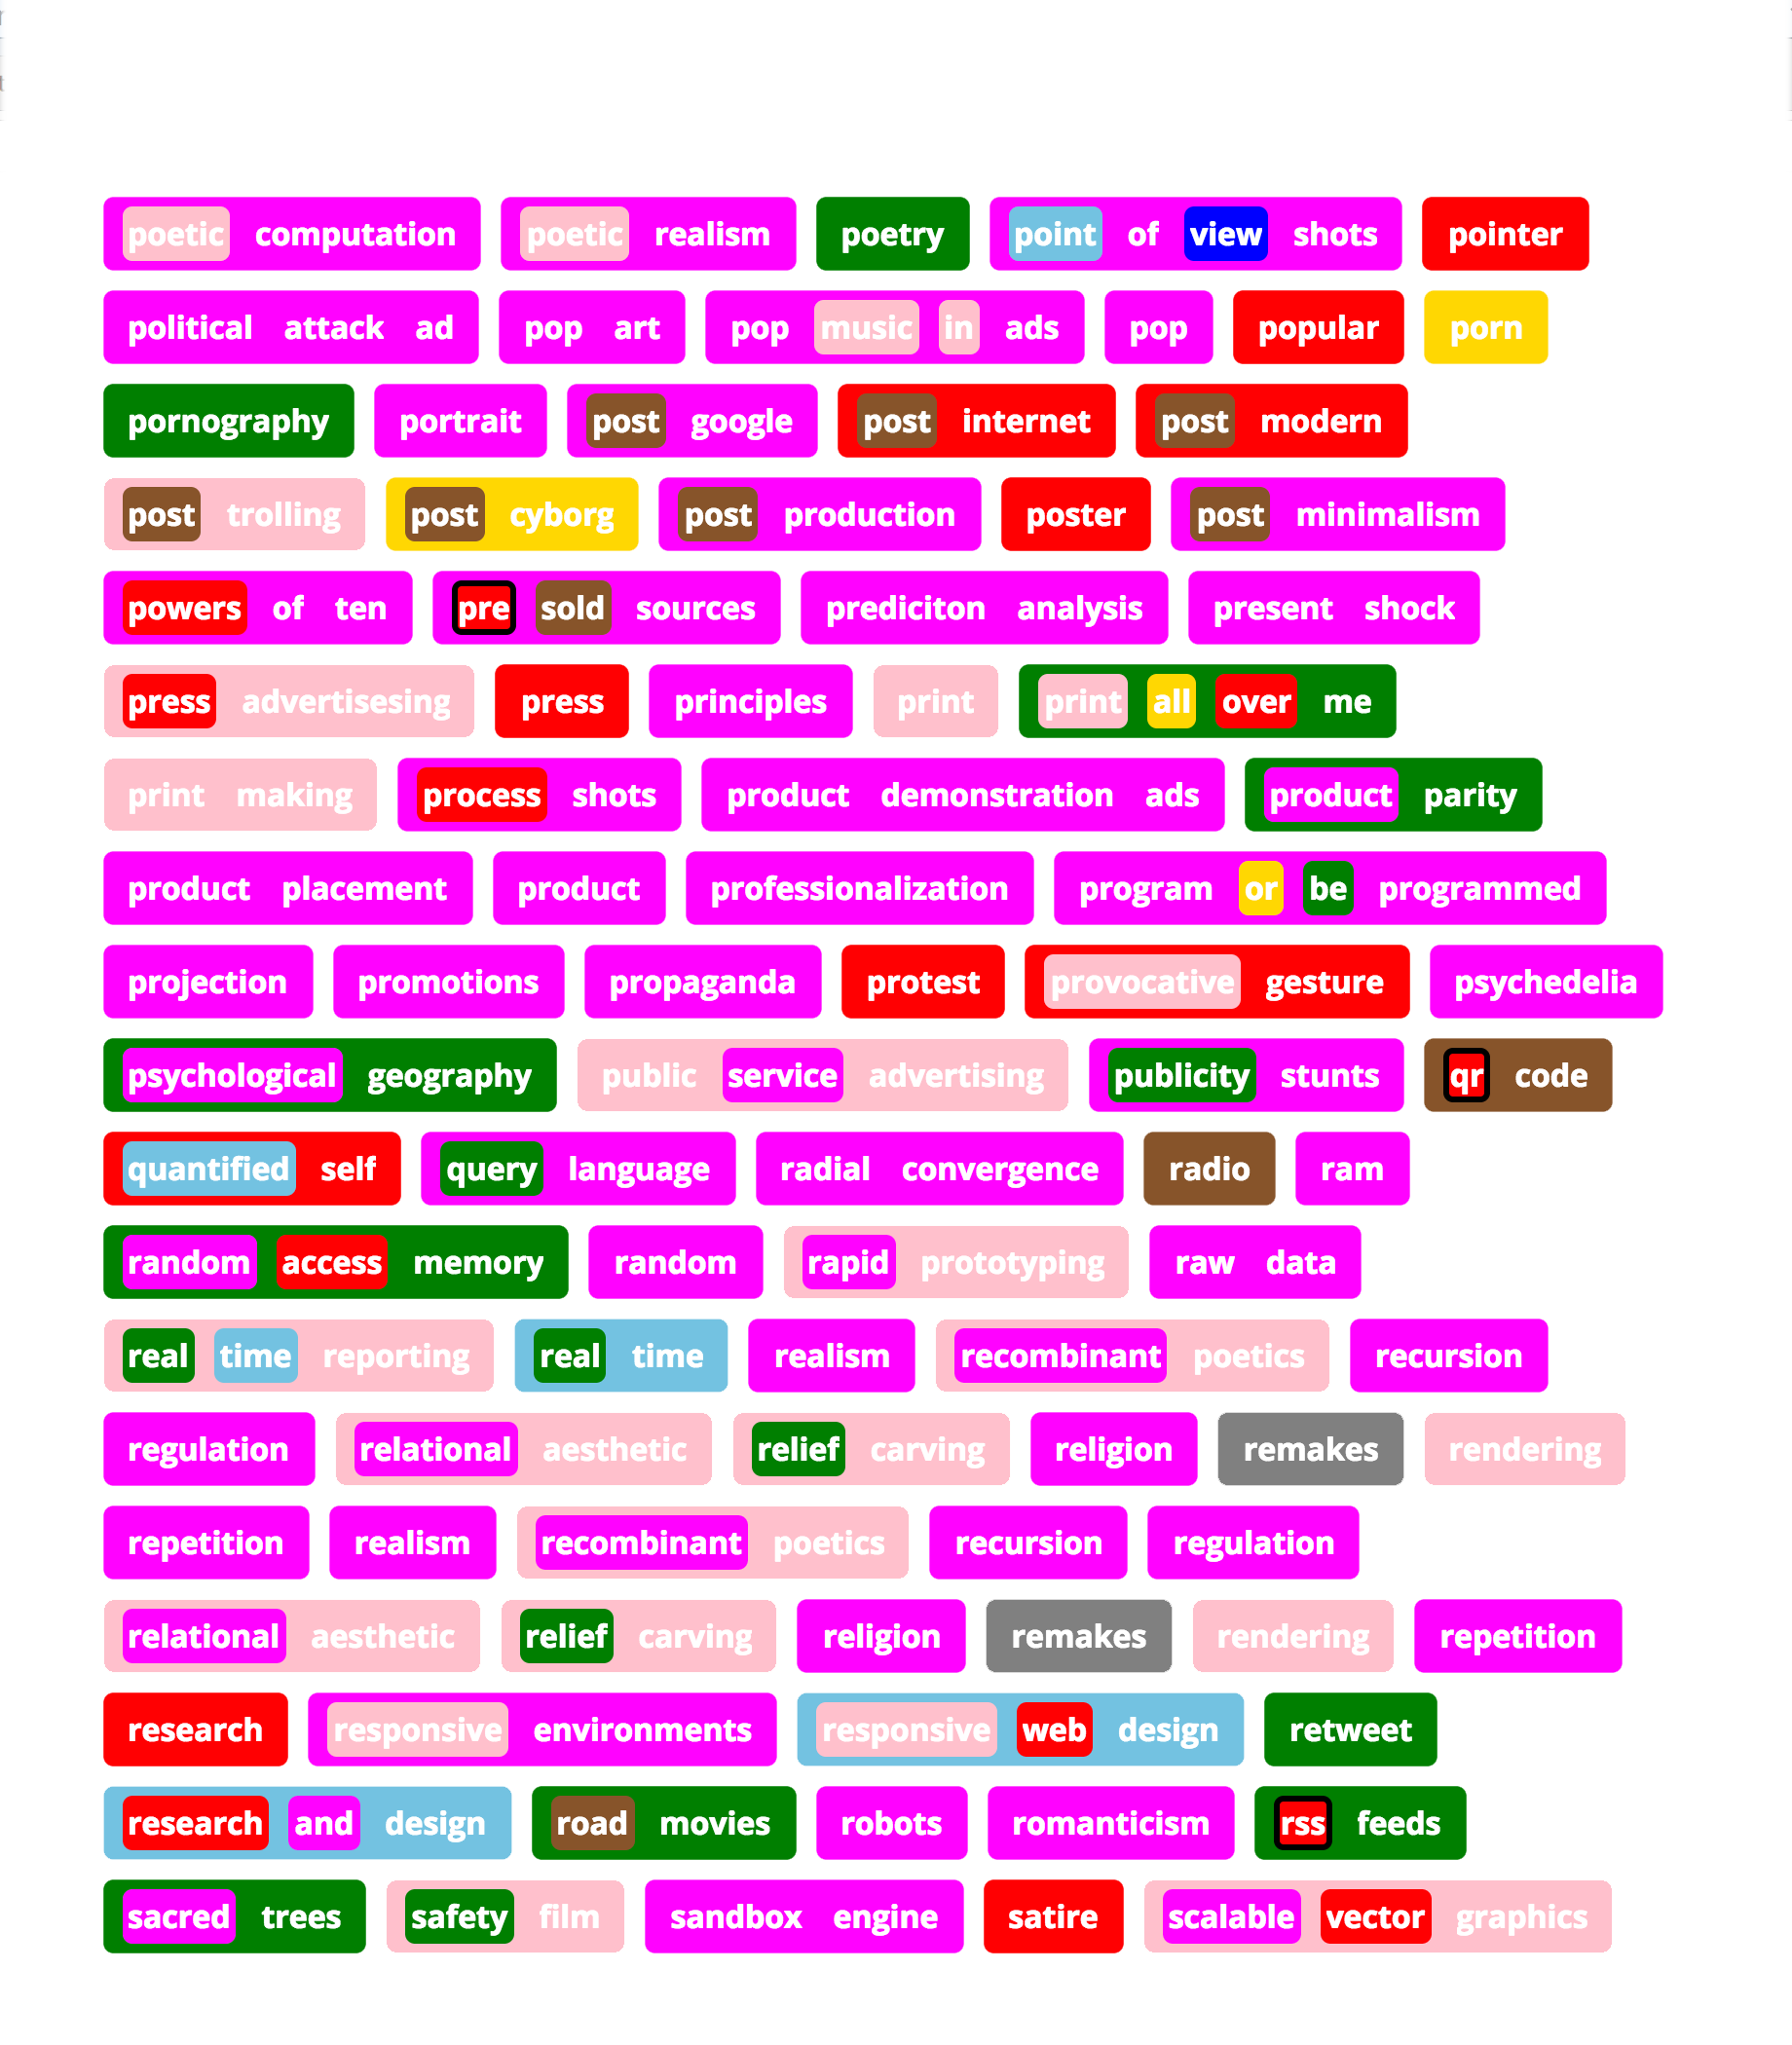 poetic computation poetic realism poetry point of view shots pointer
political attack ad pop art pop music in ads pop popular porn
pornography portrait post google post internet post modern
post trolling post cyborg post production poster post minimalism
powers of ten pre sold sources prediciton analysis present shock
press advertisesing press principles print print all over me
print making process shots product demonstration ads product parity
product placement product professionalization program or be programmed
projection promotions propaganda protest provocative gesture psychedelia
psychological geography public service advertising publicity stunts qr code
quantified self query language radial convergence radio ram
random access memory random rapid prototyping raw data
real time reporting real time realism recombinant poetics recursion
regulation relational aesthetic relief carving religion remakes rendering
repetition realism recombinant poetics recursion regulation
relational aesthetic relief carving religion remakes rendering repetition
research responsive environments responsive web design retweet
research and design road movies robots romanticism rss feeds
sacred trees safety film sandbox engine satire scalable vector graphics